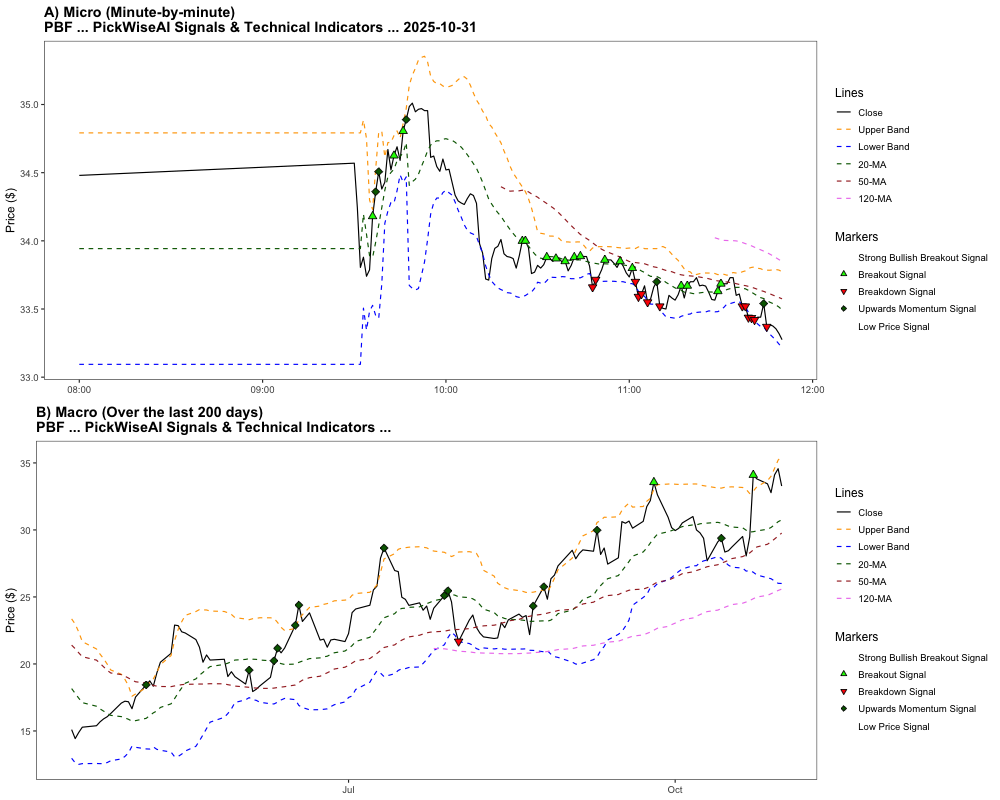 A) Micro (Minute-by-minute)
PBF ... PickWiseAI Signals & Technical Indicators ... 2025-10-31
Price ($)
35.0
34.5
34.0
33.5
33.0
08:00
09:00
10:00
11:00
12:00
Lines
Close
Upper Band
Lower Band
20-MA
50-MA
120-MA
Markers
Strong Bullish Breakout Signal
Breakout Signal
Breakdown Signal
Upwards Momentum Signal
Low Price Signal
B) Macro (Over the last 200 days)
PBF ... PickWiseAI Signals & Technical Indicators ...
Price ($)
35
30
25
20
15
Jul
Oct
Lines
Close
Upper Band
Lower Band
20-MA
50-MA
120-MA
Markers
Strong Bullish Breakout Signal
Breakout Signal
Breakdown Signal
Upwards Momentum Signal
Low Price Signal